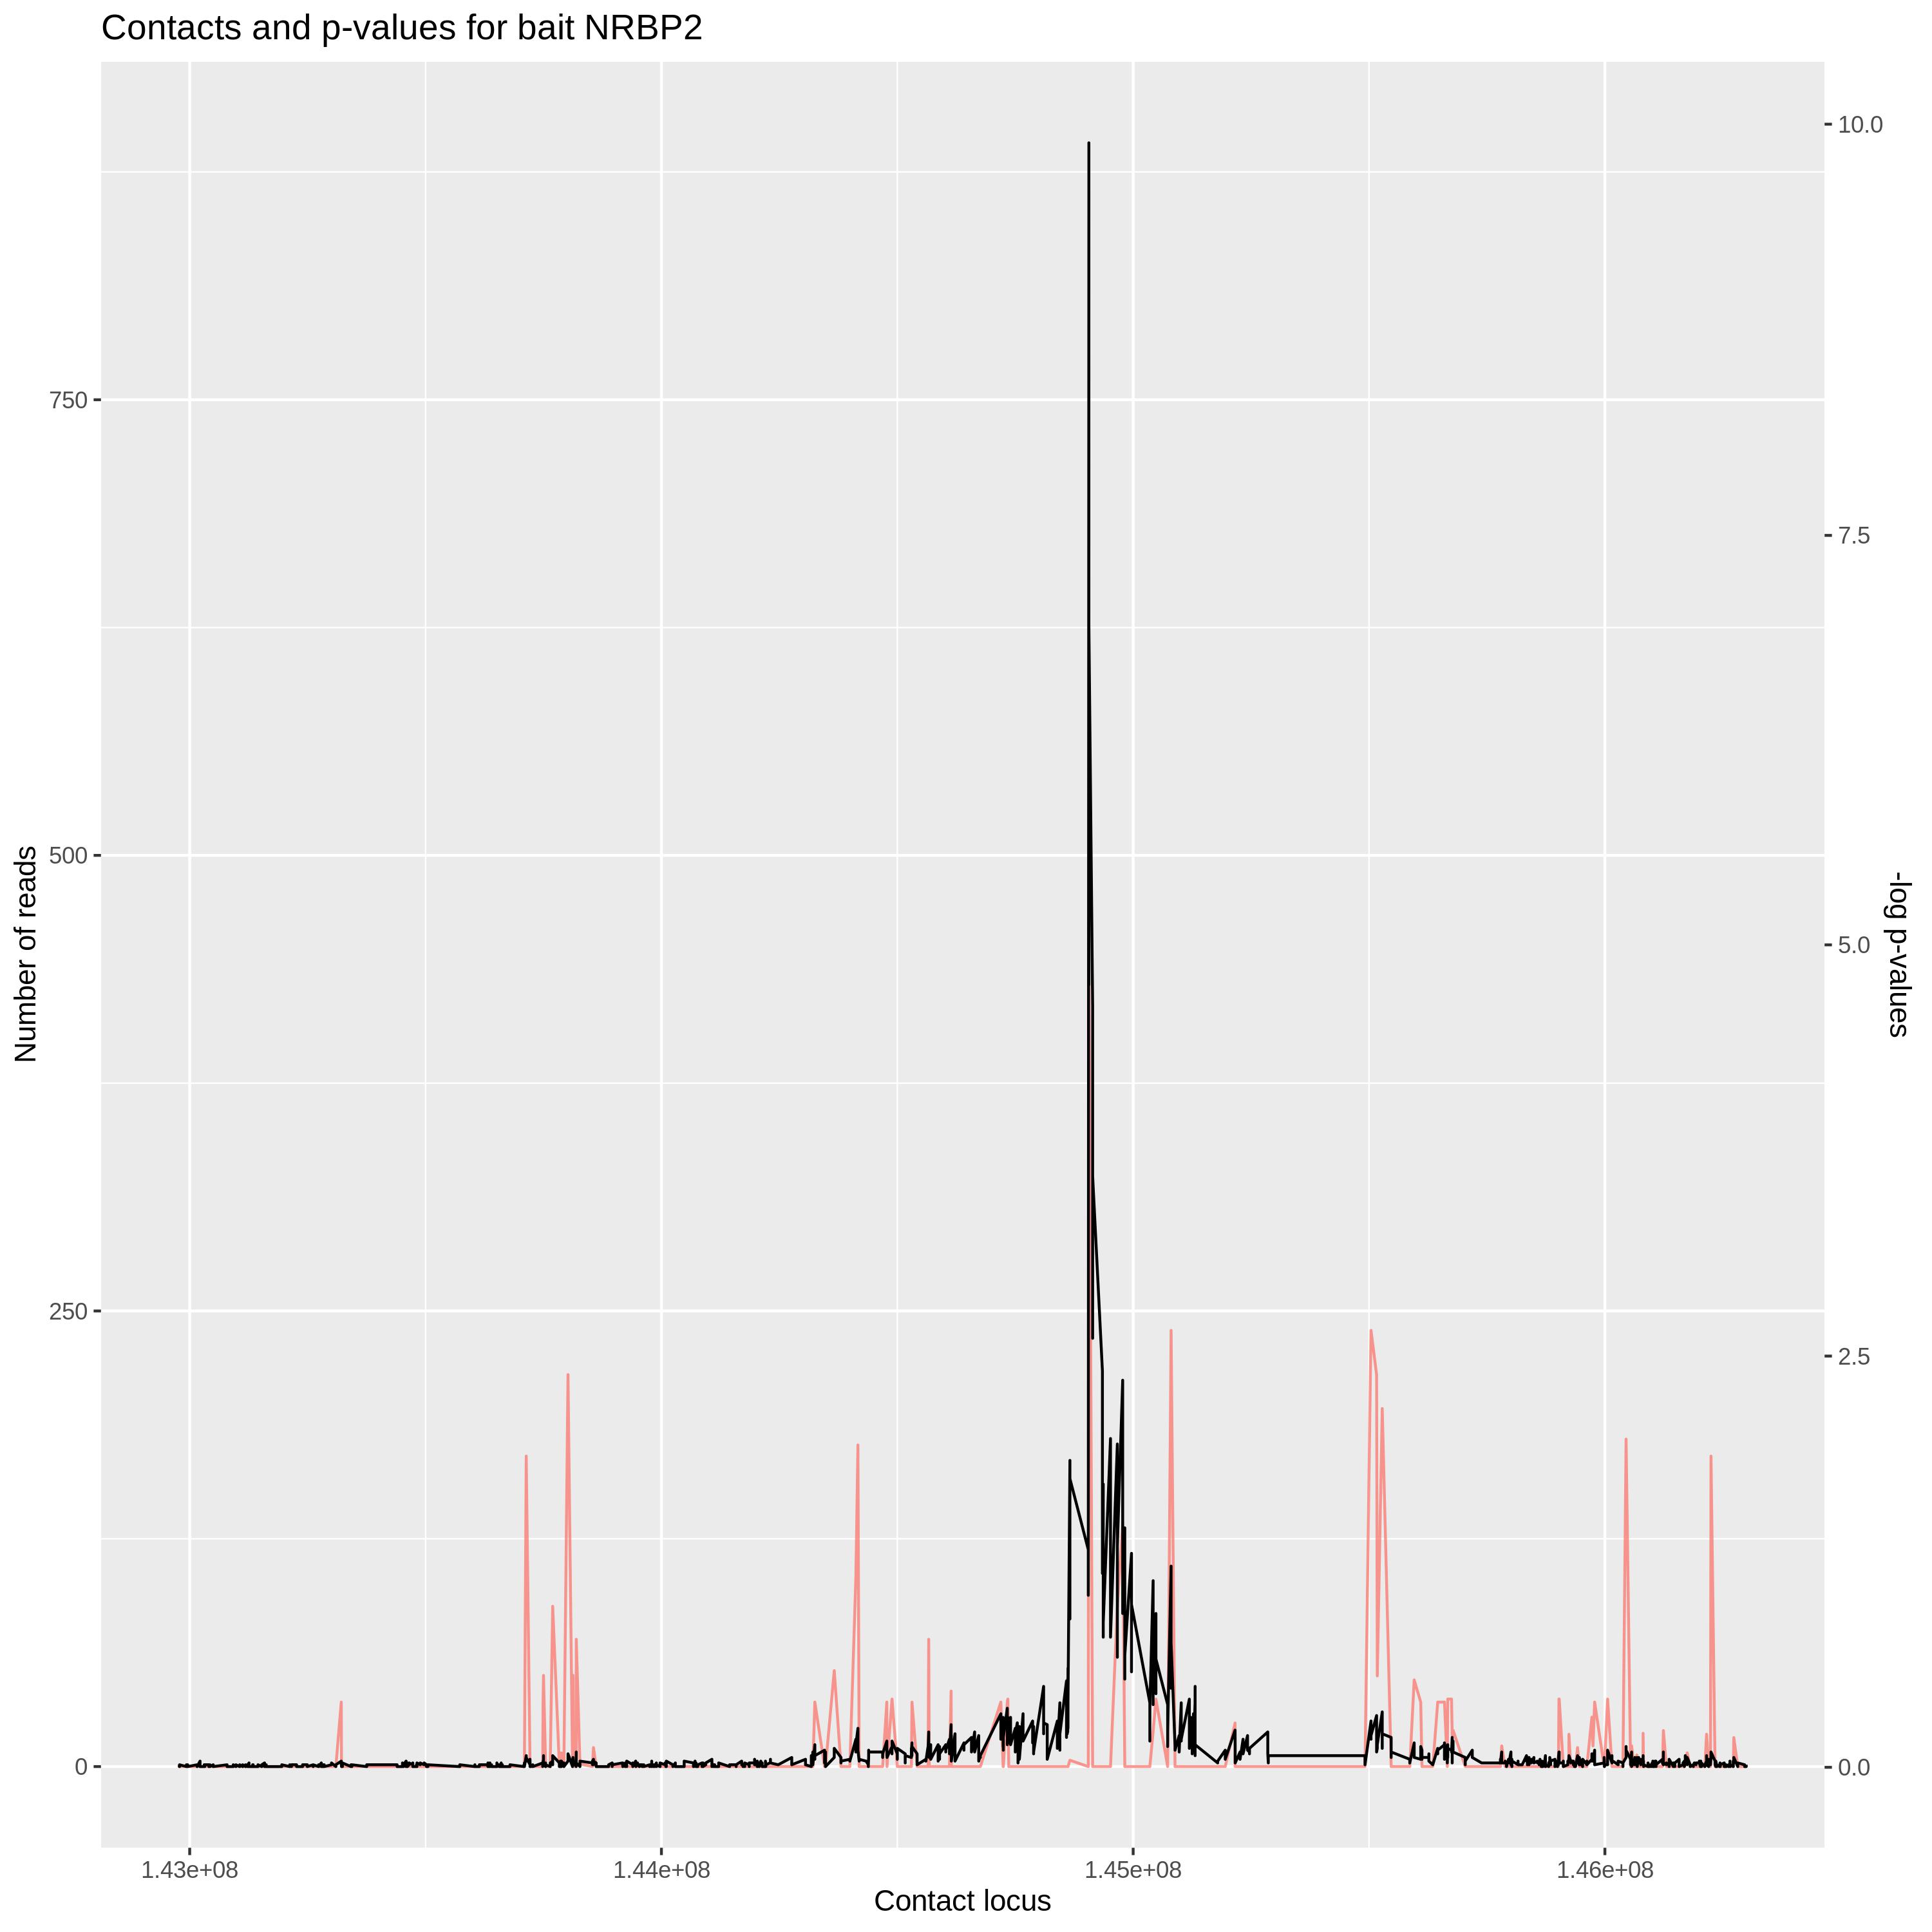 Contacts and p-values for bait NRBP2
Number of reads
750
500
250
0
10.0
7.5
5.0
2.5
0.0
-log p-values
1.43e+08
1.44e+08
1.45e+08
1.46e+08
Contact locus